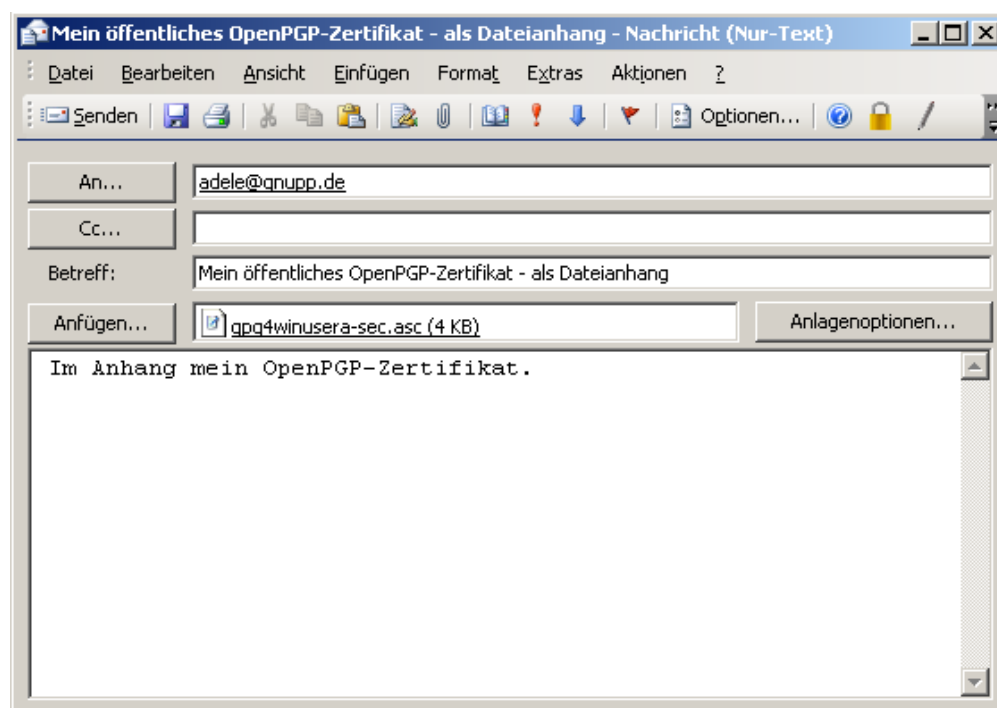 Mein öffentliches OpenPGP-Zertifikat - als Dateianhang - Nachricht (Nur-Text)
Datei Bearbeiten Ansicht Einfügen Format Extras Aktionen ?
Senden Optionen...
An... adele@gnupp.de
Cc...
Betreff: Mein öffentliches OpenPGP-Zertifikat - als Dateianhang
Anfügen... gpg4winusera-sec.asc (4 KB) Anlagenoptionen...
Im Anhang mein OpenPGP-Zertifikat.